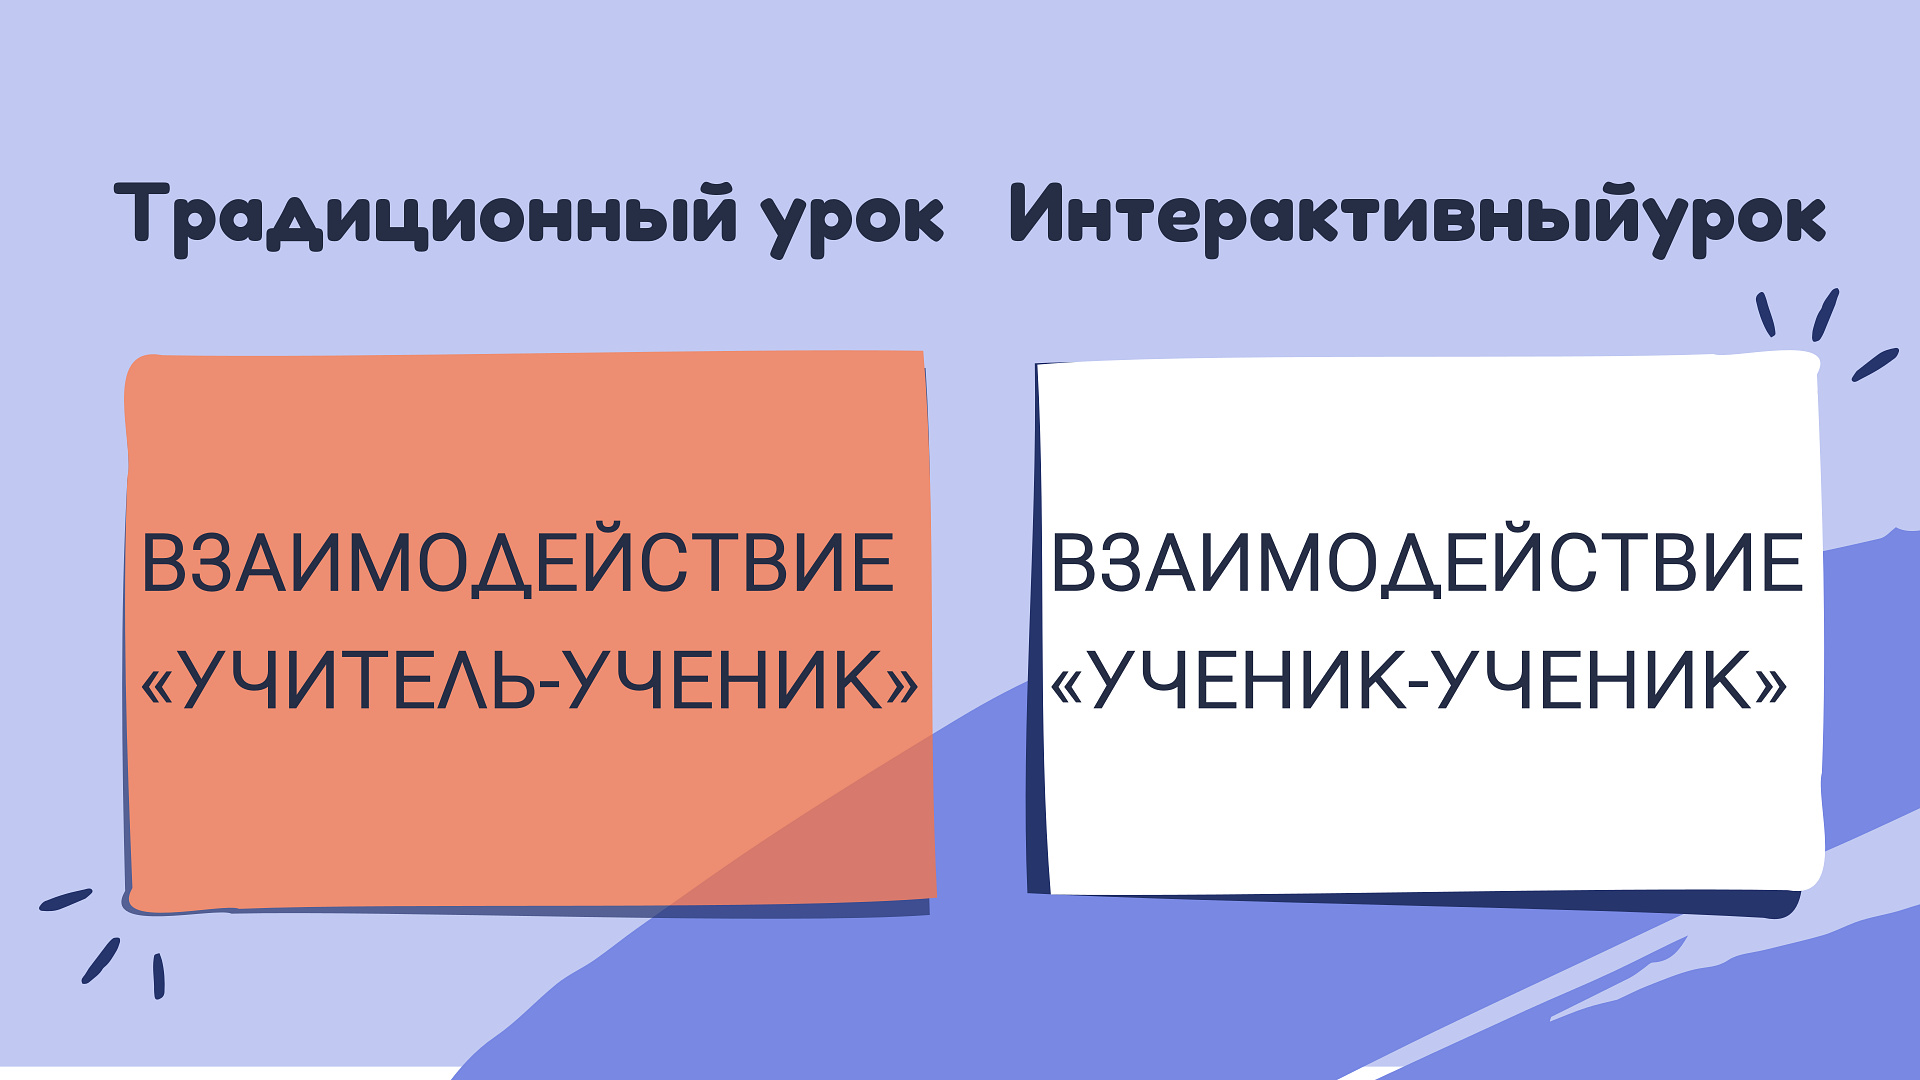 Традиционный урок
Интерактивныйурок
ВЗАИМОДЕЙСТВИЕ
«УЧИТЕЛЬ-УЧЕНИК»
ВЗАИМОДЕЙСТВИЕ
«УЧЕНИК-УЧЕНИК»